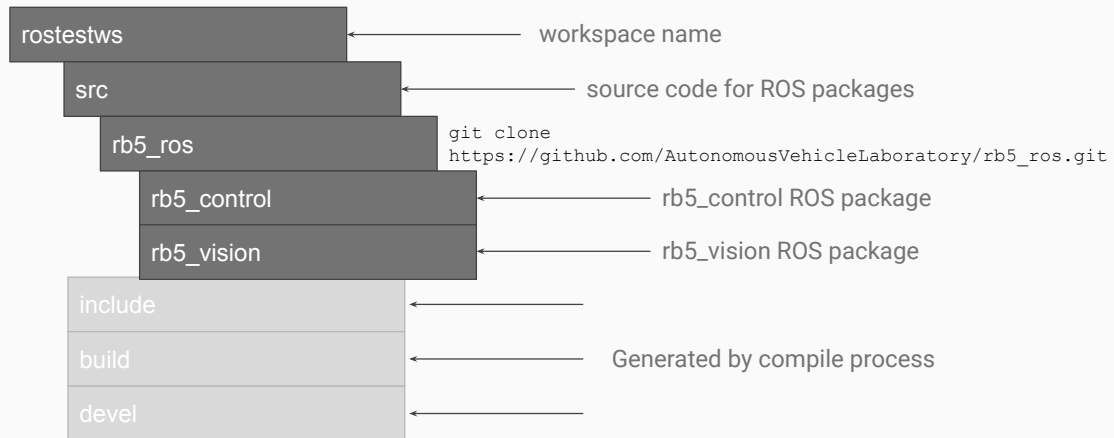 rostestws
workspace name
src
source code for ROS packages
rb5_ros
git clone
https://github.com/AutonomousVehicleLaboratory/rb5_ros.git
rb5_control
rb5_control ROS package
rb5_vision
rb5_vision ROS package
include
build
Generated by compile process
devel